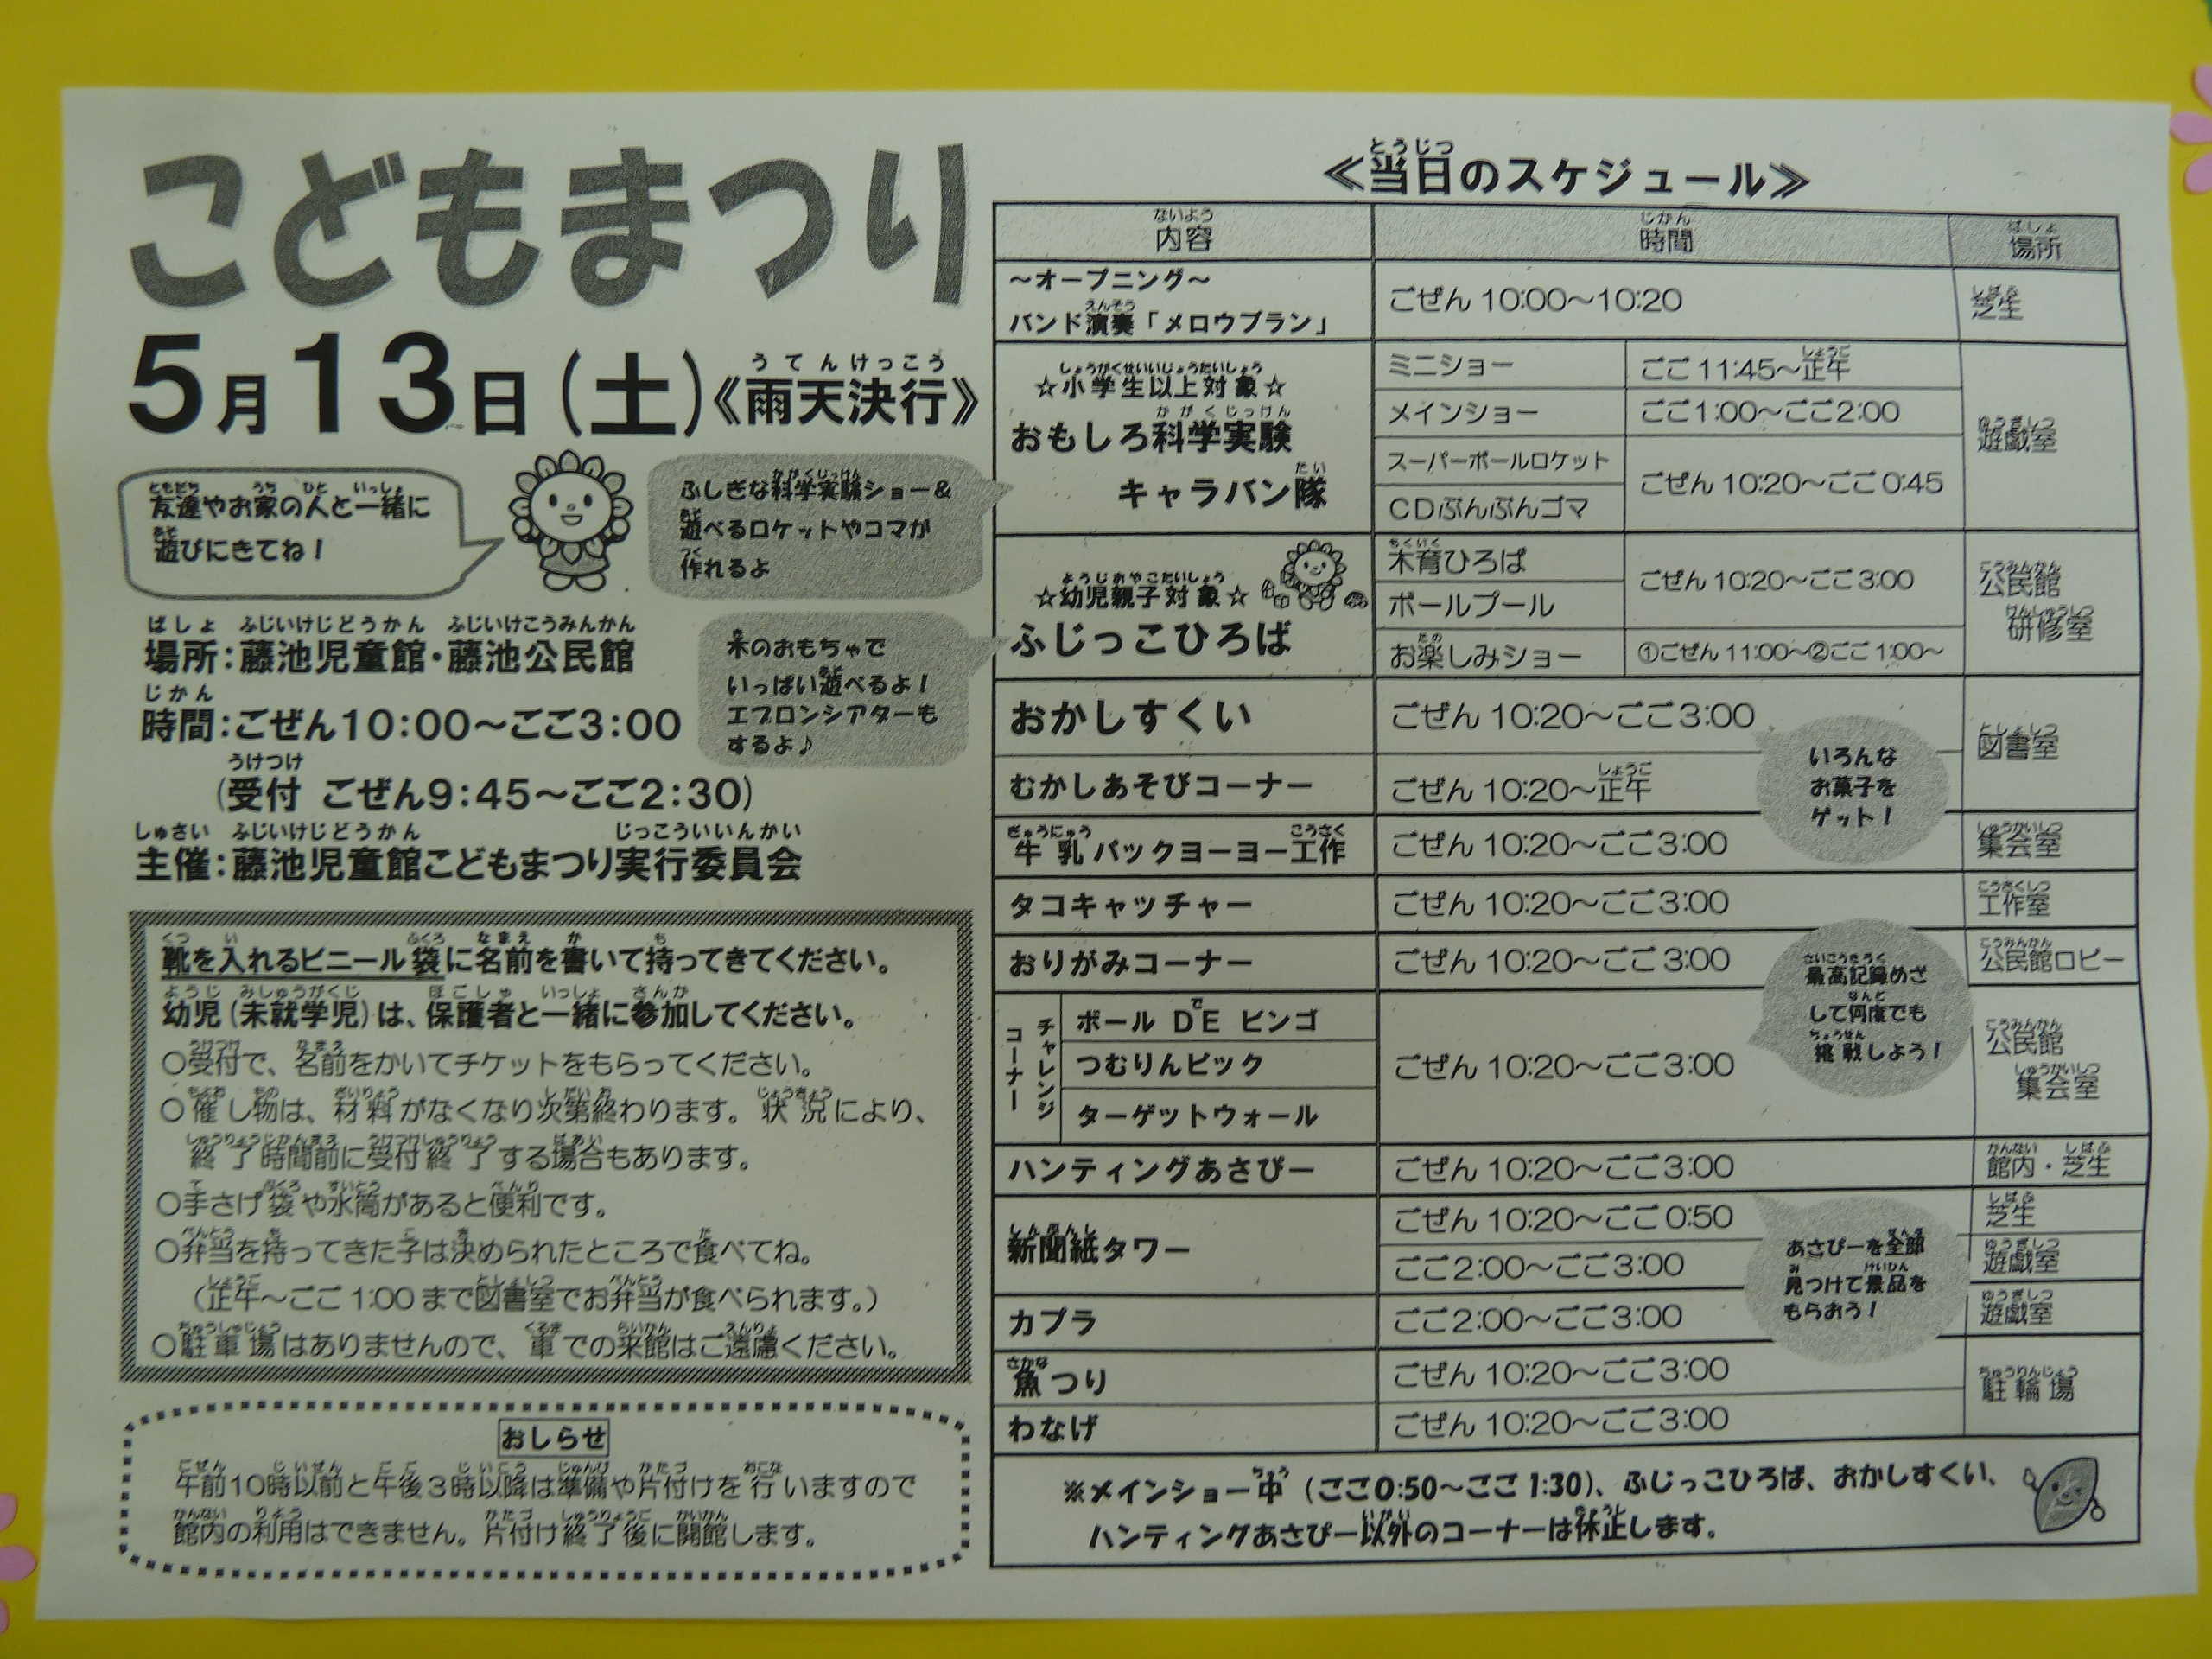 こどもまつり
5月13日(土)《雨天決行》
友達やお家の人と一緒に
遊びにきてね！
ふしぎな科学実験ショー＆
遊べるロケットやコマが
作れるよ
場所：藤池児童館・藤池公民館
木のおもちゃで
いっぱい遊べるよ！
エプロンシアターも
するよ♪
時間：ごぜん10：00～ごご3：00
(受付 ごぜん9：45～ごご2：30)
主催：藤池児童館こどもまつり実行委員会
靴を入れるビニール袋に名前を書いて持ってきてください。
幼児(未就学児)は、保護者と一緒に参加してください。
○受付で、名前をかいてチケットをもらってください。
○催し物は、材料がなくなり次第終わります。状況により、
終了時間前に受付終了する場合もあります。
○手さげ袋や水筒があると便利です。
○弁当を持ってきた子は決められたところで食べてね。
（正午～ごご1:00まで図書室でお弁当が食べられます。）
○駐車場はありませんので、車での来館はご遠慮ください。
おしらせ
午前10時以前と午後3時以降は準備や片付けを行いますので
館内の利用はできません。片付け終了後に開館します。
≪当日のスケジュール≫
内容 時間 場所
～オープニング～
バンド演奏「メロウブラン」 ごぜん10:00～10:20 芝生
☆小学生以上対象☆
おもしろ科学実験
キャラバン隊
ミニショー ごご11:45～正午
メインショー ごご1:00～ごご2:00
スーパーボールロケット
CDぶんぶんゴマ
ごぜん10:20～ごご0:45
遊戯室
☆幼児親子対象☆
ふじっこひろば
木育ひろば
ボールプール
ごぜん10:20～ごご3:00
お楽しみショー ①ごぜん11:00～②ごご1:00～
公民館
研修室
おかしすくい ごぜん10:20～ごご3:00
むかしあそびコーナー ごぜん10:20～正午
図書室
いろんな
お菓子を
ゲット！
牛乳パックヨーヨー工作 ごぜん10:20～ごご3:00 集会室
タコキャッチャー ごぜん10:20～ごご3:00 工作室
おりがみコーナー ごぜん10:20～ごご3:00 公民館ロビー
チャレンジ
コーナー
ボール DE ビンゴ
つむりんピック
ターゲットウォール
ごぜん10:20～ごご3:00
最高記録めざ
して何度でも
挑戦しよう！
公民館
集会室
ハンティングあさぴー ごぜん10:20～ごご3:00 館内・芝生
新聞紙タワー
ごぜん10:20～ごご0:50 芝生
ごご2:00～ごご3:00 遊戯室
あさぴーを全部
見つけて景品を
もらおう！
カプラ ごご2:00～ごご3:00 遊戯室
魚つり ごぜん10:20～ごご3:00
わなげ ごぜん10:20～ごご3:00
駐輪場
※メインショー中（ごご0:50～ごご1:30）、ふじっこひろば、おかしすくい、
ハンティングあさぴー以外のコーナーは休止します。